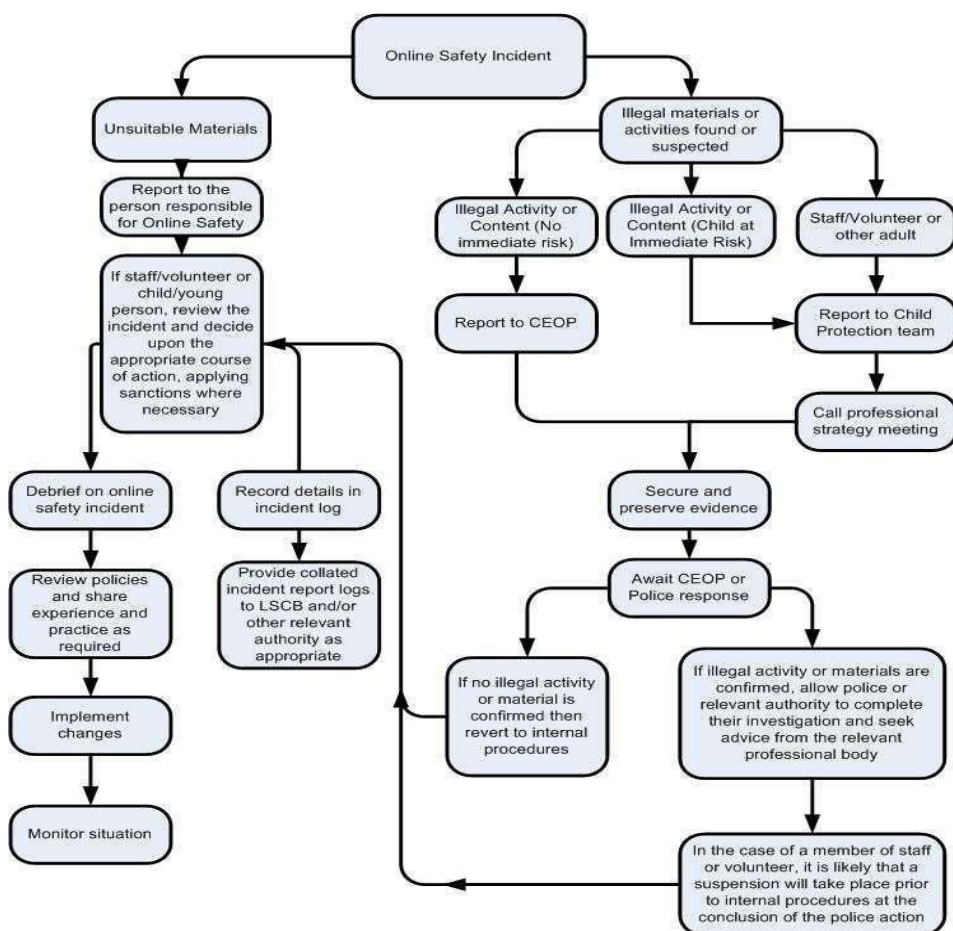 Online Safety Incident
Unsuitable Materials
Report to the
person responsible
for Online Safety
If staff/volunteer or
child/young
person, review the
incident and decide
upon the
appropriate course
of action, applying
sanctions where
necessary
Debrief on online
safety incident
Review policies
and share
experience and
practice as
required
Implement
changes
Monitor situation
Record details in
incident log
Provide collated
incident report logs
to LSCB and/or
other relevant
authority as
appropriate
Illegal materials or
activities found or
suspected
Illegal Activity or
Content (No
immediate risk)
Illegal Activity or
Content (Child at
Immediate Risk)
Staff/Volunteer or
other adult
Report to CEOP
Report to Child
Protection team
Call professional
strategy meeting
Secure and
preserve evidence
Await CEOP or
Police response
If no illegal activity
or material is
confirmed then
revert to internal
procedures
If illegal activity or materials are
confirmed, allow police or
relevant authority to complete
their investigation and seek
advice from the relevant
professional body
In the case of a member of staff
or volunteer, it is likely that a
suspension will take place prior
to internal procedures at the
conclusion of the police action